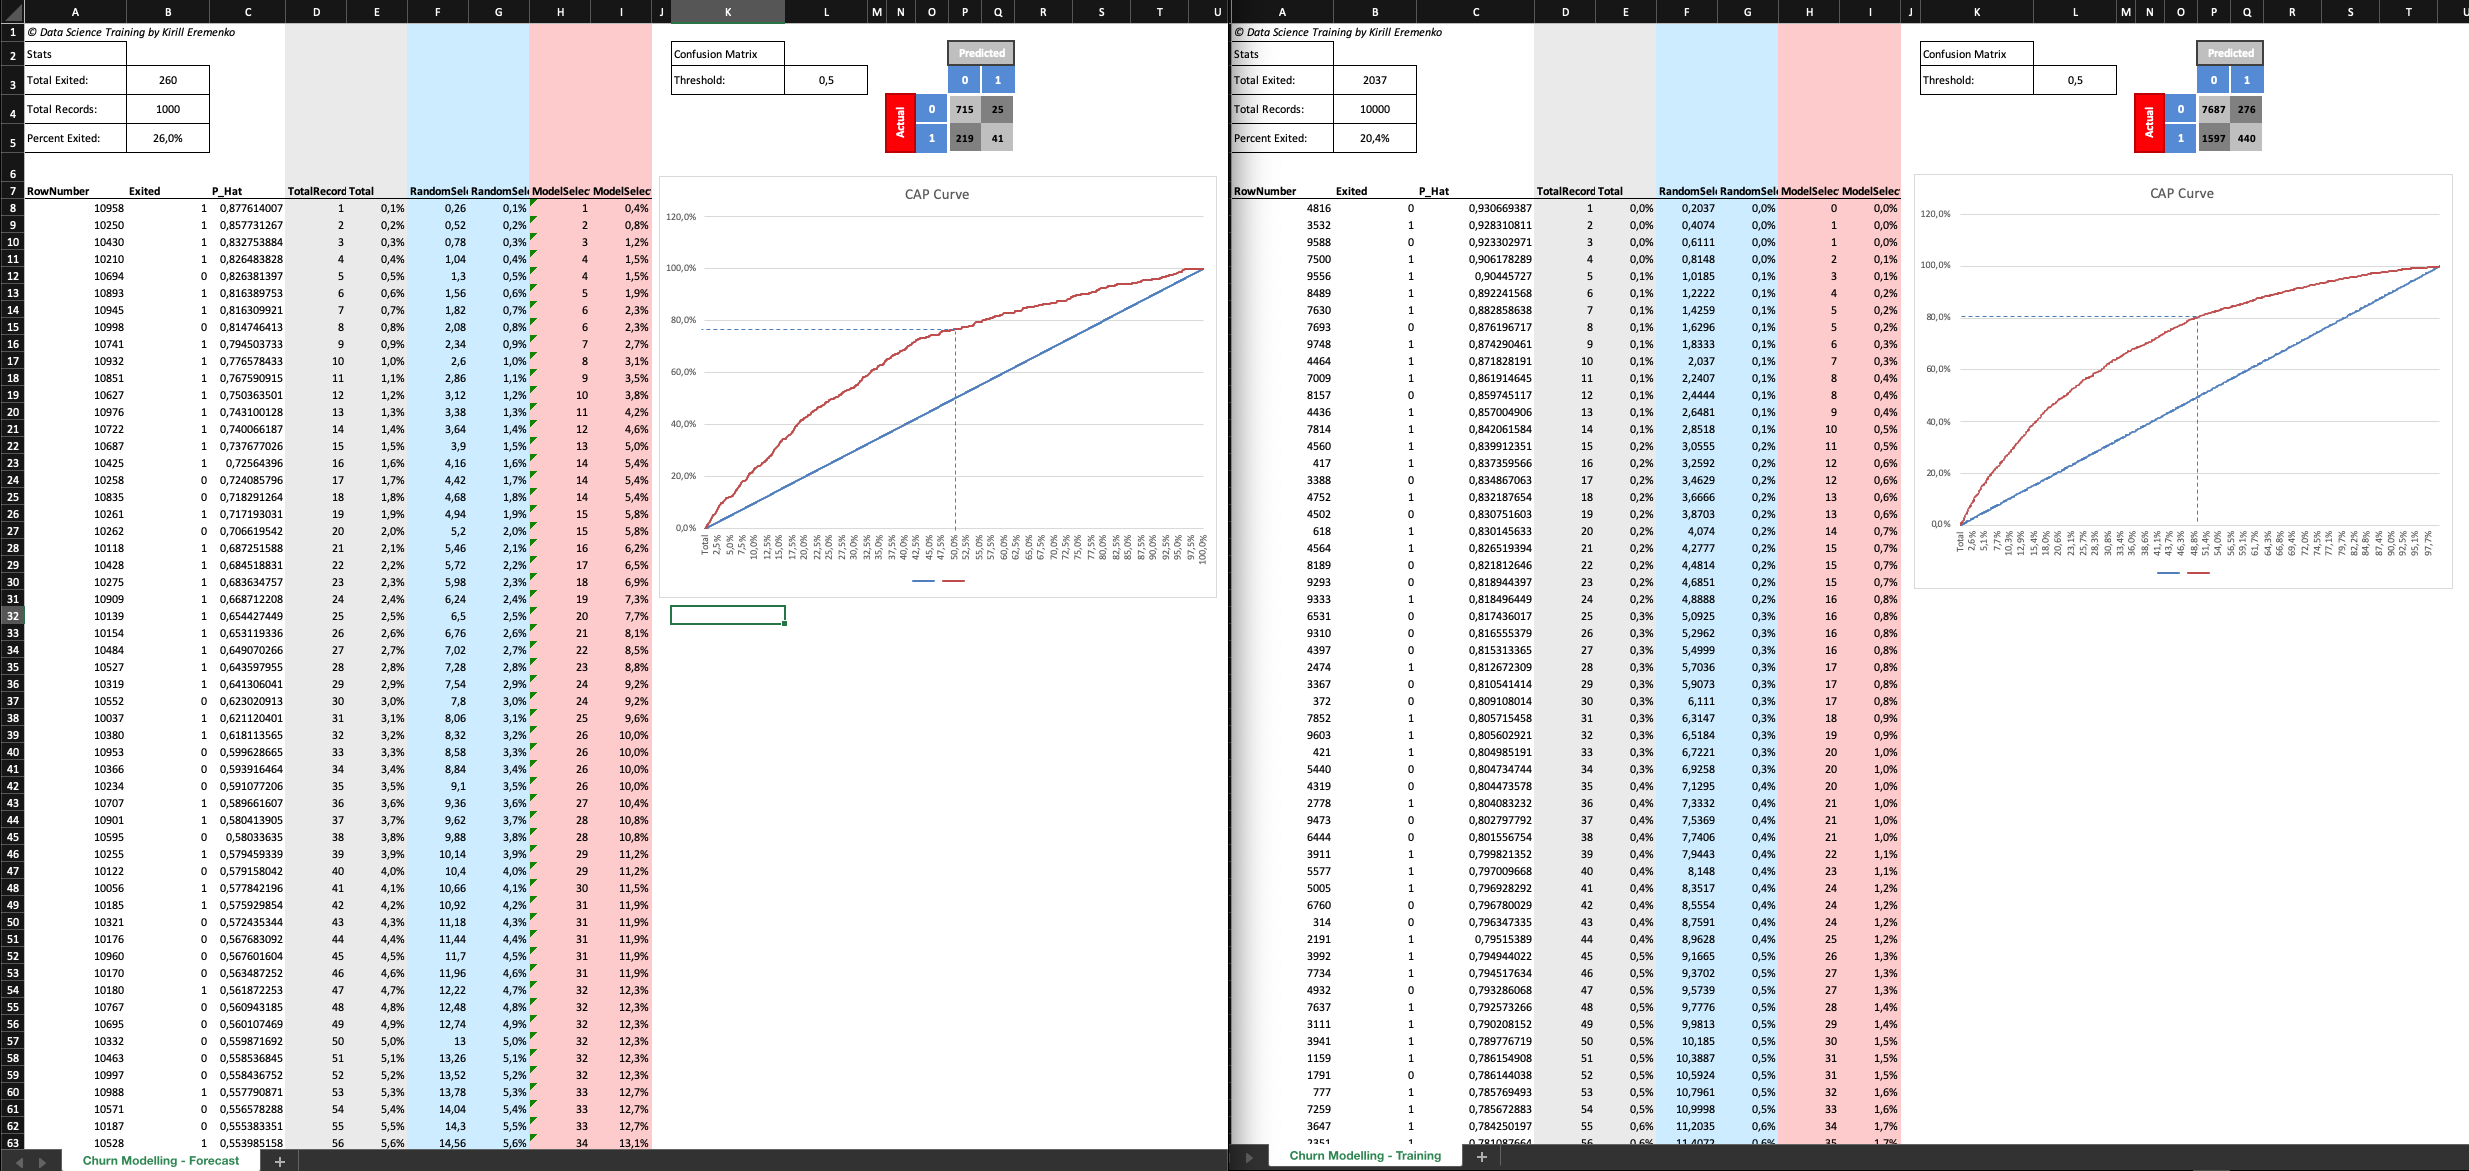 A B C D E F G H I J K L M N O P Q R S T U
1 © Data Science Training by Kirill Eremenko
2 Stats
3 Total Exited: 260
4 Total Records: 1000
5 Percent Exited: 26,0%
6
Confusion Matrix
Threshold: 0,5
Predicted
0 1
Actual
0 715 25
1 219 41
7 RowNumber Exited P_Hat TotalRecord Total RandomSel RandomSel ModelSelec ModelSelec
8 10958 1 0,877614007 1 0,1% 0,26 0,1% 1 0,4%
9 10250 1 0,857731267 2 0,2% 0,52 0,2% 2 0,8%
10 10430 1 0,832753884 3 0,3% 0,78 0,3% 3 1,2%
11 10210 1 0,826483828 4 0,4% 1,04 0,4% 4 1,5%
12 10694 0 0,826381397 5 0,5% 1,3 0,5% 4 1,5%
13 10893 1 0,816389753 6 0,6% 1,56 0,6% 5 1,9%
14 10945 1 0,816309921 7 0,7% 1,82 0,7% 6 2,3%
15 10998 0 0,814746413 8 0,8% 2,08 0,8% 6 2,3%
16 10741 1 0,794503733 9 0,9% 2,34 0,9% 7 2,7%
17 10932 1 0,776578433 10 1,0% 2,6 1,0% 8 3,1%
18 10851 1 0,767590915 11 1,1% 2,86 1,1% 9 3,5%
19 10627 1 0,750363501 12 1,2% 3,12 1,2% 10 3,8%
20 10976 1 0,743100128 13 1,3% 3,38 1,3% 11 4,2%
21 10722 1 0,740066187 14 1,4% 3,64 1,4% 12 4,6%
22 10687 1 0,737677026 15 1,5% 3,9 1,5% 13 5,0%
23 10425 1 0,72564396 16 1,6% 4,16 1,6% 14 5,4%
24 10258 0 0,724085796 17 1,7% 4,42 1,7% 14 5,4%
25 10835 0 0,718291264 18 1,8% 4,68 1,8% 14 5,4%
26 10261 1 0,717193031 19 1,9% 4,94 1,9% 15 5,8%
27 10262 0 0,706619542 20 2,0% 5,2 2,0% 15 5,8%
28 10118 1 0,687251588 21 2,1% 5,46 2,1% 16 6,2%
29 10428 1 0,684518831 22 2,2% 5,72 2,2% 17 6,5%
30 10275 1 0,683634757 23 2,3% 5,98 2,3% 18 6,9%
31 10909 1 0,668712208 24 2,4% 6,24 2,4% 19 7,3%
32 10139 1 0,654427449 25 2,5% 6,5 2,5% 20 7,7%
33 10154 1 0,653119336 26 2,6% 6,76 2,6% 21 8,1%
34 10484 1 0,649070266 27 2,7% 7,02 2,7% 22 8,5%
35 10527 1 0,643597955 28 2,8% 7,28 2,8% 23 8,8%
36 10319 1 0,641306041 29 2,9% 7,54 2,9% 24 9,2%
37 10552 0 0,623020913 30 3,0% 7,8 3,0% 24 9,2%
38 10037 1 0,621120401 31 3,1% 8,06 3,1% 25 9,6%
39 10380 1 0,618113565 32 3,2% 8,32 3,2% 26 10,0%
40 10953 0 0,599628665 33 3,3% 8,58 3,3% 26 10,0%
41 10366 0 0,593916464 34 3,4% 8,84 3,4% 26 10,0%
42 10234 0 0,591077206 35 3,5% 9,1 3,5% 26 10,0%
43 10707 1 0,589661607 36 3,6% 9,36 3,6% 27 10,4%
44 10901 1 0,580413905 37 3,7% 9,62 3,7% 28 10,8%
45 10595 0 0,58033635 38 3,8% 9,88 3,8% 28 10,8%
46 10255 1 0,579459339 39 3,9% 10,14 3,9% 29 11,2%
47 10122 0 0,579158042 40 4,0% 10,4 4,0% 29 11,2%
48 10056 1 0,577842196 41 4,1% 10,66 4,1% 30 11,5%
49 10185 1 0,575929854 42 4,2% 10,92 4,2% 31 11,9%
50 10321 0 0,572435344 43 4,3% 11,18 4,3% 31 11,9%
51 10176 0 0,567683092 44 4,4% 11,44 4,4% 31 11,9%
52 10960 0 0,567601604 45 4,5% 11,7 4,5% 31 11,9%
53 10170 0 0,563487252 46 4,6% 11,96 4,6% 31 11,9%
54 10180 1 0,561872253 47 4,7% 12,22 4,7% 32 12,3%
55 10767 0 0,560943185 48 4,8% 12,48 4,8% 32 12,3%
56 10695 0 0,560107469 49 4,9% 12,74 4,9% 32 12,3%
57 10332 0 0,559871692 50 5,0% 13 5,0% 32 12,3%
58 10463 0 0,558536845 51 5,1% 13,26 5,1% 32 12,3%
59 10997 0 0,558436752 52 5,2% 13,52 5,2% 32 12,3%
60 10988 1 0,557790871 53 5,3% 13,78 5,3% 33 12,7%
61 10571 0 0,556578288 54 5,4% 14,04 5,4% 33 12,7%
62 10187 0 0,555383351 55 5,5% 14,3 5,5% 33 12,7%
63 10528 1 0,553985158 56 5,6% 14,56 5,6% 34 13,1%
CAP Curve
120,0%
100,0%
80,0%
60,0%
40,0%
20,0%
0,0%
Total 2,5% 5,0% 7,5% 10,0% 12,5% 15,0% 17,5% 20,0% 22,5% 25,0% 27,5% 30,0% 32,5% 35,0% 37,5% 40,0% 42,5% 45,0% 47,5% 50,0% 52,5% 55,0% 57,5% 60,0% 62,5% 65,0% 67,5% 70,0% 72,5% 75,0% 77,5% 80,0% 82,5% 85,0% 87,5% 90,0% 92,5% 95,0% 97,5% 100,0%
Churn Modelling - Forecast +
A B C D E F G H I J K L M N O P Q R S T U
© Data Science Training by Kirill Eremenko
Stats
Total Exited: 2037
Total Records: 10000
Percent Exited: 20,4%
Confusion Matrix
Threshold: 0,5
Predicted
0 1
Actual
0 7687 276
1 1597 440
RowNumber Exited P_Hat TotalRecord Total RandomSel RandomSel ModelSelec ModelSelec
4816 0 0,930669387 1 0,0% 0,2037 0,0% 0 0,0%
3532 1 0,928310811 2 0,0% 0,4074 0,0% 1 0,0%
9588 0 0,923302971 3 0,0% 0,6111 0,0% 1 0,0%
7500 1 0,906178289 4 0,0% 0,8148 0,0% 2 0,1%
9556 1 0,90445727 5 0,1% 1,0185 0,1% 3 0,1%
8489 1 0,892241568 6 0,1% 1,2222 0,1% 4 0,2%
7630 1 0,882858638 7 0,1% 1,4259 0,1% 5 0,2%
7693 0 0,876196717 8 0,1% 1,6296 0,1% 5 0,2%
9748 1 0,874290461 9 0,1% 1,8333 0,1% 6 0,3%
4464 1 0,871828191 10 0,1% 2,037 0,1% 7 0,3%
7009 1 0,861914645 11 0,1% 2,2407 0,1% 8 0,4%
8157 0 0,859745117 12 0,1% 2,4444 0,1% 8 0,4%
4436 1 0,857004906 13 0,1% 2,6481 0,1% 9 0,4%
7814 1 0,842061584 14 0,1% 2,8518 0,1% 10 0,5%
4560 1 0,839912351 15 0,2% 3,0555 0,2% 11 0,5%
417 1 0,837359566 16 0,2% 3,2592 0,2% 12 0,6%
3388 0 0,834867063 17 0,2% 3,4629 0,2% 12 0,6%
4752 1 0,832187654 18 0,2% 3,6666 0,2% 13 0,6%
4502 0 0,830751603 19 0,2% 3,8703 0,2% 13 0,6%
618 1 0,830145633 20 0,2% 4,074 0,2% 14 0,7%
4564 1 0,826519394 21 0,2% 4,2777 0,2% 15 0,7%
8189 0 0,821812646 22 0,2% 4,4814 0,2% 15 0,7%
9293 0 0,818944397 23 0,2% 4,6851 0,2% 15 0,7%
9333 1 0,818496449 24 0,2% 4,8888 0,2% 16 0,8%
6531 0 0,817436017 25 0,3% 5,0925 0,3% 16 0,8%
9310 0 0,816555379 26 0,3% 5,2962 0,3% 16 0,8%
4397 0 0,815313365 27 0,3% 5,4999 0,3% 16 0,8%
2474 1 0,812672309 28 0,3% 5,7036 0,3% 17 0,8%
3367 0 0,810541414 29 0,3% 5,9073 0,3% 17 0,8%
372 0 0,809108014 30 0,3% 6,111 0,3% 17 0,8%
7852 1 0,805715458 31 0,3% 6,3147 0,3% 18 0,9%
9603 1 0,805602921 32 0,3% 6,5184 0,3% 19 0,9%
421 1 0,804985191 33 0,3% 6,7221 0,3% 20 1,0%
5440 0 0,804734744 34 0,3% 6,9258 0,3% 20 1,0%
4319 0 0,804473578 35 0,4% 7,1295 0,4% 20 1,0%
2778 1 0,804083232 36 0,4% 7,3332 0,4% 21 1,0%
9473 0 0,802797792 37 0,4% 7,5369 0,4% 21 1,0%
6444 0 0,801556754 38 0,4% 7,7406 0,4% 21 1,0%
3911 1 0,799821352 39 0,4% 7,9443 0,4% 22 1,1%
5577 1 0,797009668 40 0,4% 8,148 0,4% 23 1,1%
5005 1 0,796928292 41 0,4% 8,3517 0,4% 24 1,2%
6760 0 0,796780029 42 0,4% 8,5554 0,4% 24 1,2%
314 0 0,796347335 43 0,4% 8,7591 0,4% 24 1,2%
2191 1 0,79515389 44 0,4% 8,9628 0,4% 25 1,2%
3992 1 0,794944022 45 0,5% 9,1665 0,5% 26 1,3%
7734 1 0,794517634 46 0,5% 9,3702 0,5% 27 1,3%
4932 0 0,793286068 47 0,5% 9,5739 0,5% 27 1,3%
7637 1 0,792573266 48 0,5% 9,7776 0,5% 28 1,4%
3111 1 0,790208152 49 0,5% 9,9813 0,5% 29 1,4%
3941 1 0,789776719 50 0,5% 10,185 0,5% 30 1,5%
1159 1 0,786154908 51 0,5% 10,3887 0,5% 31 1,5%
1791 0 0,786144038 52 0,5% 10,5924 0,5% 31 1,5%
777 1 0,785769493 53 0,5% 10,7961 0,5% 32 1,6%
7259 1 0,785672883 54 0,5% 10,9998 0,5% 33 1,6%
3647 1 0,784250197 55 0,6% 11,2035 0,6% 34 1,7%
2351 1 0,781087664 56 0,6% 11,4072 0,6% 35 1,7%
CAP Curve
120,0%
100,0%
80,0%
60,0%
40,0%
20,0%
0,0%
Total 2,6% 5,1% 7,7% 10,3% 12,9% 15,4% 18,0% 20,6% 23,1% 25,7% 28,3% 30,8% 33,4% 36,0% 38,6% 41,1% 43,7% 46,3% 48,8% 51,4% 54,0% 56,5% 59,1% 61,7% 64,3% 66,8% 69,4% 72,0% 74,5% 77,1% 79,7% 82,2% 84,8% 87,4% 90,0% 92,5% 95,1% 97,7%
Churn Modelling - Training +